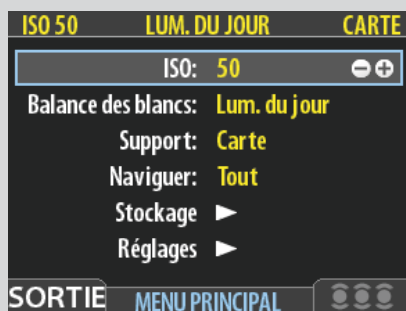 ISO 50 LUM. DU JOUR CARTE
ISO: 50
Balance des blancs: Lum. du jour
Support: Carte
Naviguer: Tout
Stockage
Réglages
SORTIE MENU PRINCIPAL